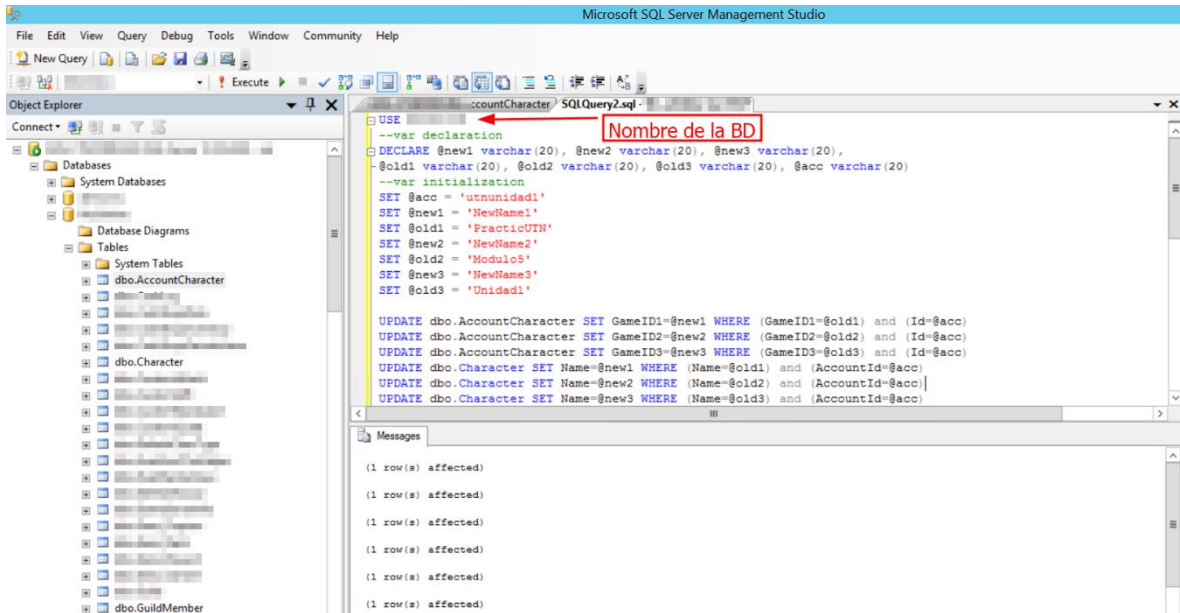 Microsoft SQL Server Management Studio
File Edit View Query Debug Tools Window Community Help
New Query
Execute
Object Explorer
ccountCharacter SQLQuery2.sql -
Connect
Databases
System Databases
Database Diagrams
Tables
System Tables
dbo.AccountCharacter
dbo.Character
dbo.GuildMember
USE
Nombre de la BD
--var declaration
DECLARE @new1 varchar(20), @new2 varchar(20), @new3 varchar(20),
@old1 varchar(20), @old2 varchar(20), @old3 varchar(20), @acc varchar(20)
--var initialization
SET @acc = 'utnunidad1'
SET @new1 = 'NewName1'
SET @old1 = 'PracticUTN'
SET @new2 = 'NewName2'
SET @old2 = 'Modulo5'
SET @new3 = 'NewName3'
SET @old3 = 'Unidad1'
UPDATE dbo.AccountCharacter SET GameID1=@new1 WHERE (GameID1=@old1) and (Id=@acc)
UPDATE dbo.AccountCharacter SET GameID2=@new2 WHERE (GameID2=@old2) and (Id=@acc)
UPDATE dbo.AccountCharacter SET GameID3=@new3 WHERE (GameID3=@old3) and (Id=@acc)
UPDATE dbo.Character SET Name=@new1 WHERE (Name=@old1) and (AccountId=@acc)
UPDATE dbo.Character SET Name=@new2 WHERE (Name=@old2) and (AccountId=@acc)
UPDATE dbo.Character SET Name=@new3 WHERE (Name=@old3) and (AccountId=@acc)
Messages
(1 row(s) affected)
(1 row(s) affected)
(1 row(s) affected)
(1 row(s) affected)
(1 row(s) affected)
(1 row(s) affected)